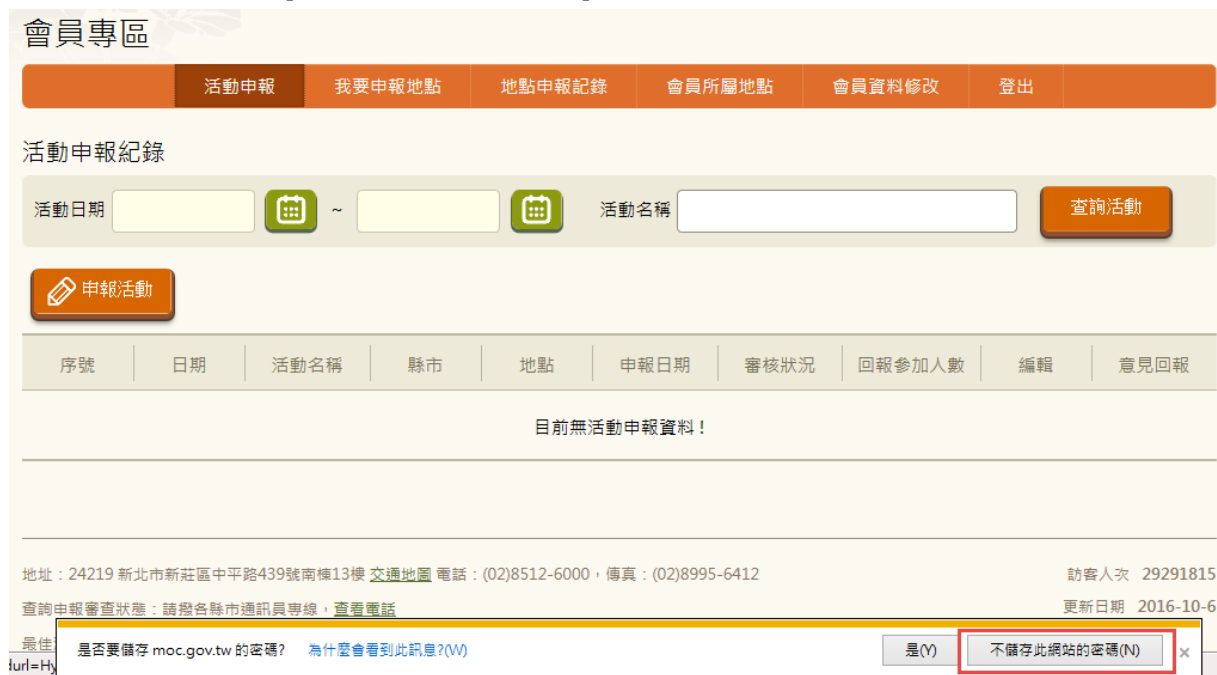 會員專區
活動申報 我要申報地點 地點申報記錄 會員所屬地點 會員資料修改 登出
活動申報紀錄
活動日期 ~ 活動名稱 查詢活動
申報活動
序號 日期 活動名稱 縣市 地點 申報日期 審核狀況 回報參加人數 編輯 意見回報
目前無活動申報資料！
地址：24219 新北市新莊區中平路439號南棟13樓 交通地圖 電話：(02)8512-6000，傳真：(02)8995-6412 訪客人次 29291815
查詢申報審查狀態：請撥各縣市通訊員專線，查看電話 更新日期 2016-10-6
最佳
是否要儲存 moc.gov.tw 的密碼? 為什麼會看到此訊息?(W) 是(Y) 不儲存此網站的密碼(N) ×